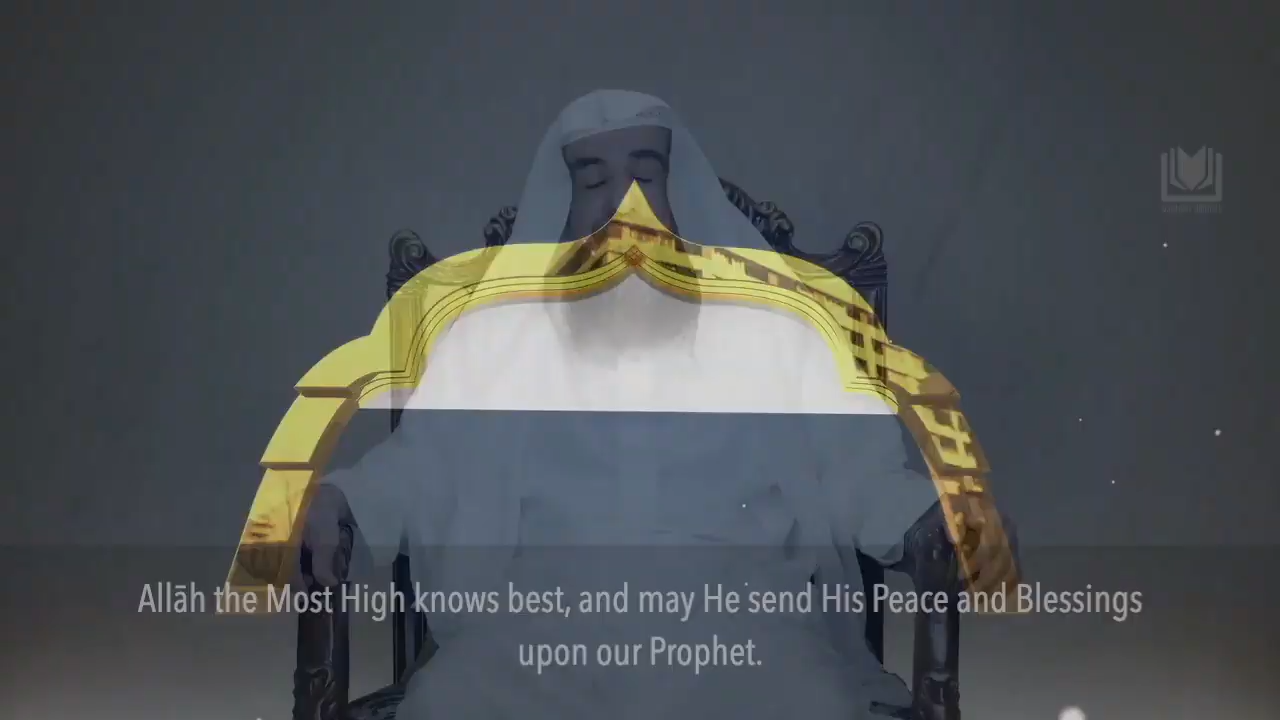 Allāh the Most High knows best, and may He send His Peace and Blessings
upon our Prophet.